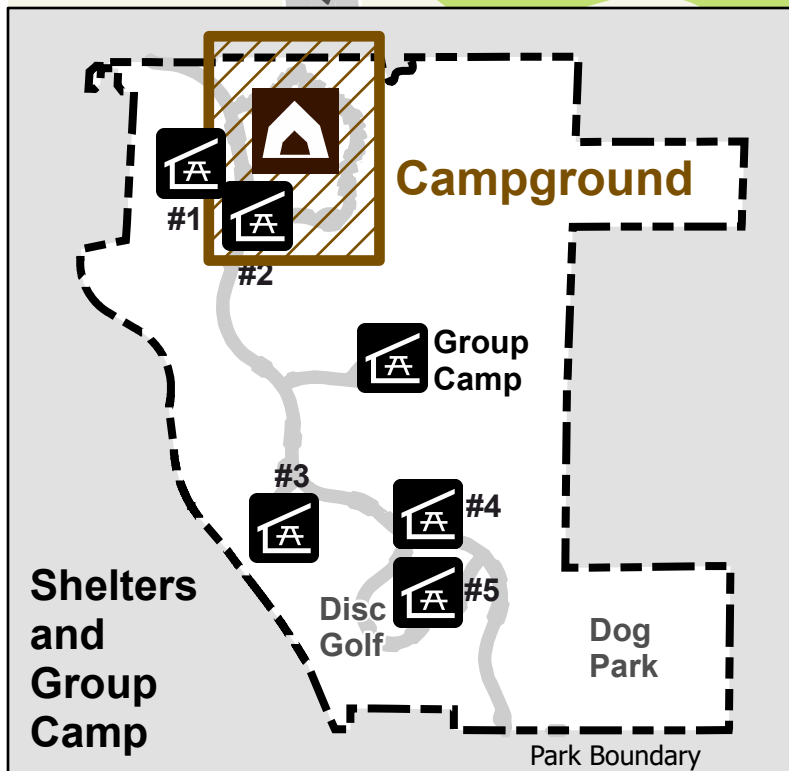 #1
#2
Campground
Group
Camp
#3
#4
#5
Disc
Golf
Dog
Park
Shelters
and
Group
Camp
Park Boundary